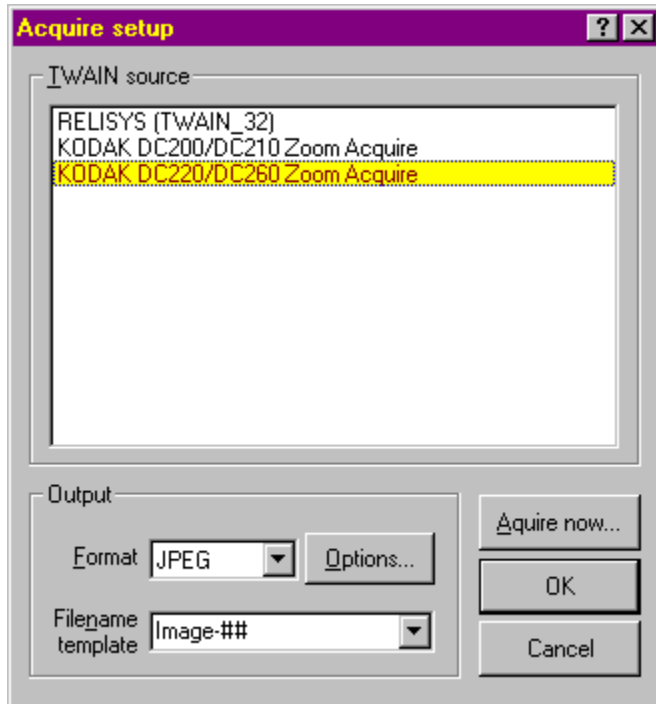 Acquire setup
TWAIN source
RELISYS (TWAIN_32)
KODAK DC200/DC210 Zoom Acquire
KODAK DC220/DC260 Zoom Acquire
Output
Format
JPEG
Options...
Filename
template
Image-##
Aquire now...
OK
Cancel